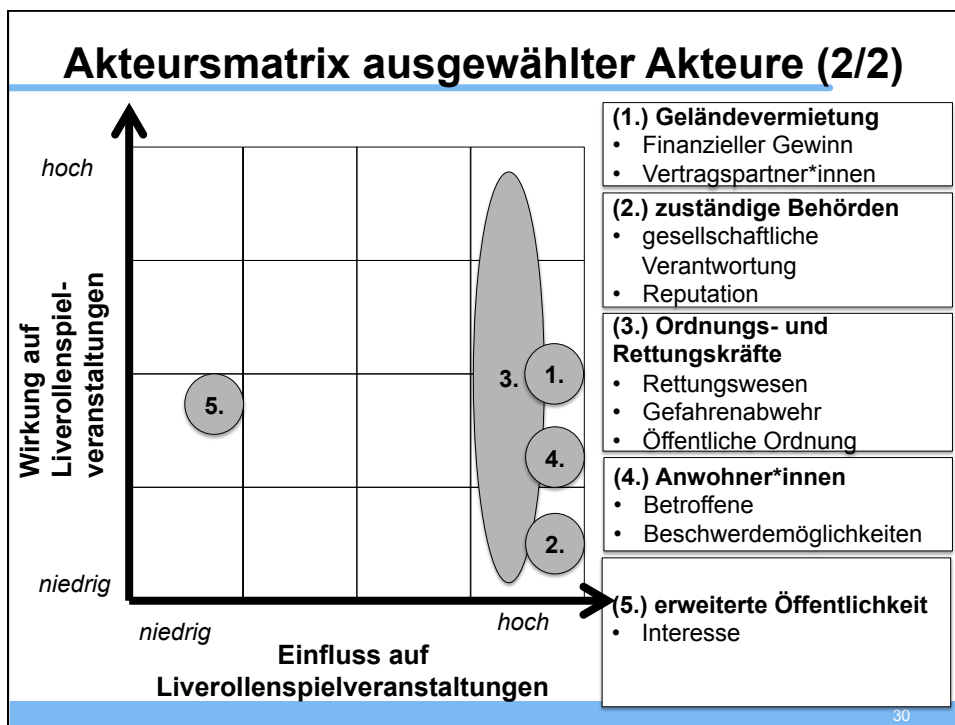 Akteursmatrix ausgewählter Akteure (2/2)
hoch
niedrig
Wirkung auf
Liverollenspiel-
veranstaltungen
5.
3.
1.
4.
2.
niedrig
hoch
Einfluss auf
Liverollenspielveranstaltungen
(1.) Geländevermietung
• Finanzieller Gewinn
• Vertragspartner*innen
(2.) zuständige Behörden
• gesellschaftliche
Verantwortung
• Reputation
(3.) Ordnungs- und
Rettungskräfte
• Rettungswesen
• Gefahrenabwehr
• Öffentliche Ordnung
(4.) Anwohner*innen
• Betroffene
• Beschwerdemöglichkeiten
(5.) erweiterte Öffentlichkeit
• Interesse
30